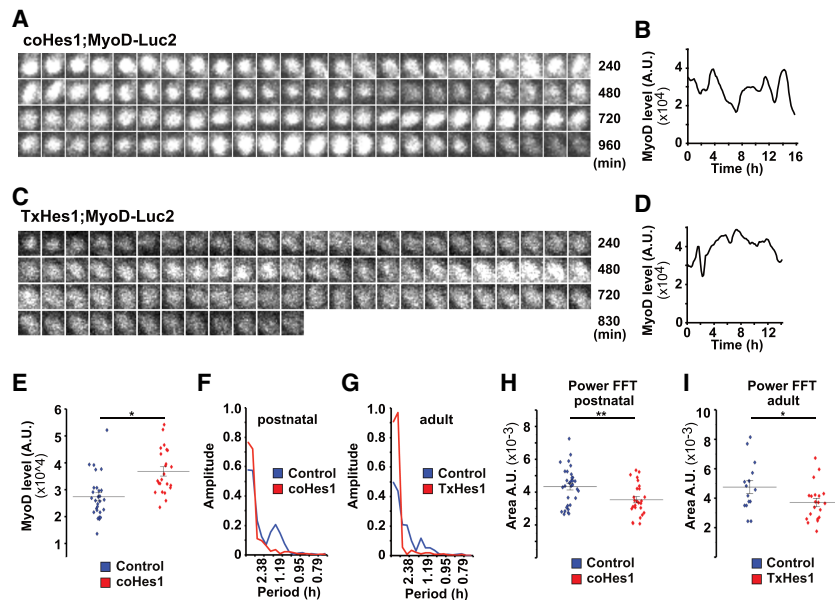 A
coHes1;MyoD-Luc2
240
480
720
960
(min)
B
MyoD level (A.U.)
(x10⁴)
4
2
0
0 4 8 12 16
Time (h)
C
TxHes1;MyoD-Luc2
240
480
720
830
(min)
D
MyoD level (A.U.)
(x10⁴)
4
2
0
0 4 8 12
Time (h)
E
MyoD level (A.U.)
(x10^4)
6
5
4
3
2
1
*
Control
coHes1
F
postnatal
Amplitude
1.0
0.8
0.6
0.4
0.2
0
Control
coHes1
2.38 1.19 0.95 0.79
Period (h)
G
adult
Amplitude
1.0
0.8
0.6
0.4
0.2
0
Control
TxHes1
2.38 1.19 0.95 0.79
Period (h)
H
Power FFT
postnatal
**
Area A.U. (x10-3)
8
6
4
2
Control
coHes1
I
Power FFT
adult
*
Area A.U. (x10-3)
10
8
6
4
2
Control
TxHes1